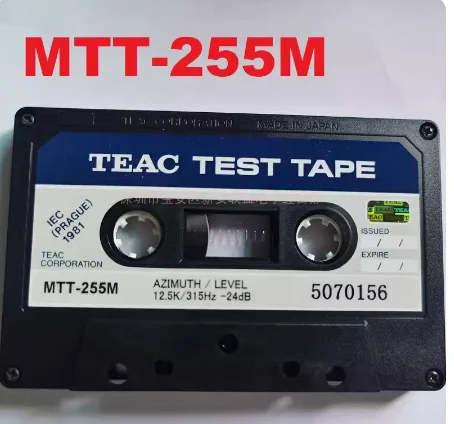 MTT-255M
TEAC CORPORATION MADE IN JAPAN
TEAC TEST TAPE
IEC
(PRAGUE)
1981
TEAC
CORPORATION
TEAC
ISSUED
/ /
EXPIRE
/ /
MTT-255M
AZIMUTH / LEVEL
12.5K/315Hz -24dB
5070156